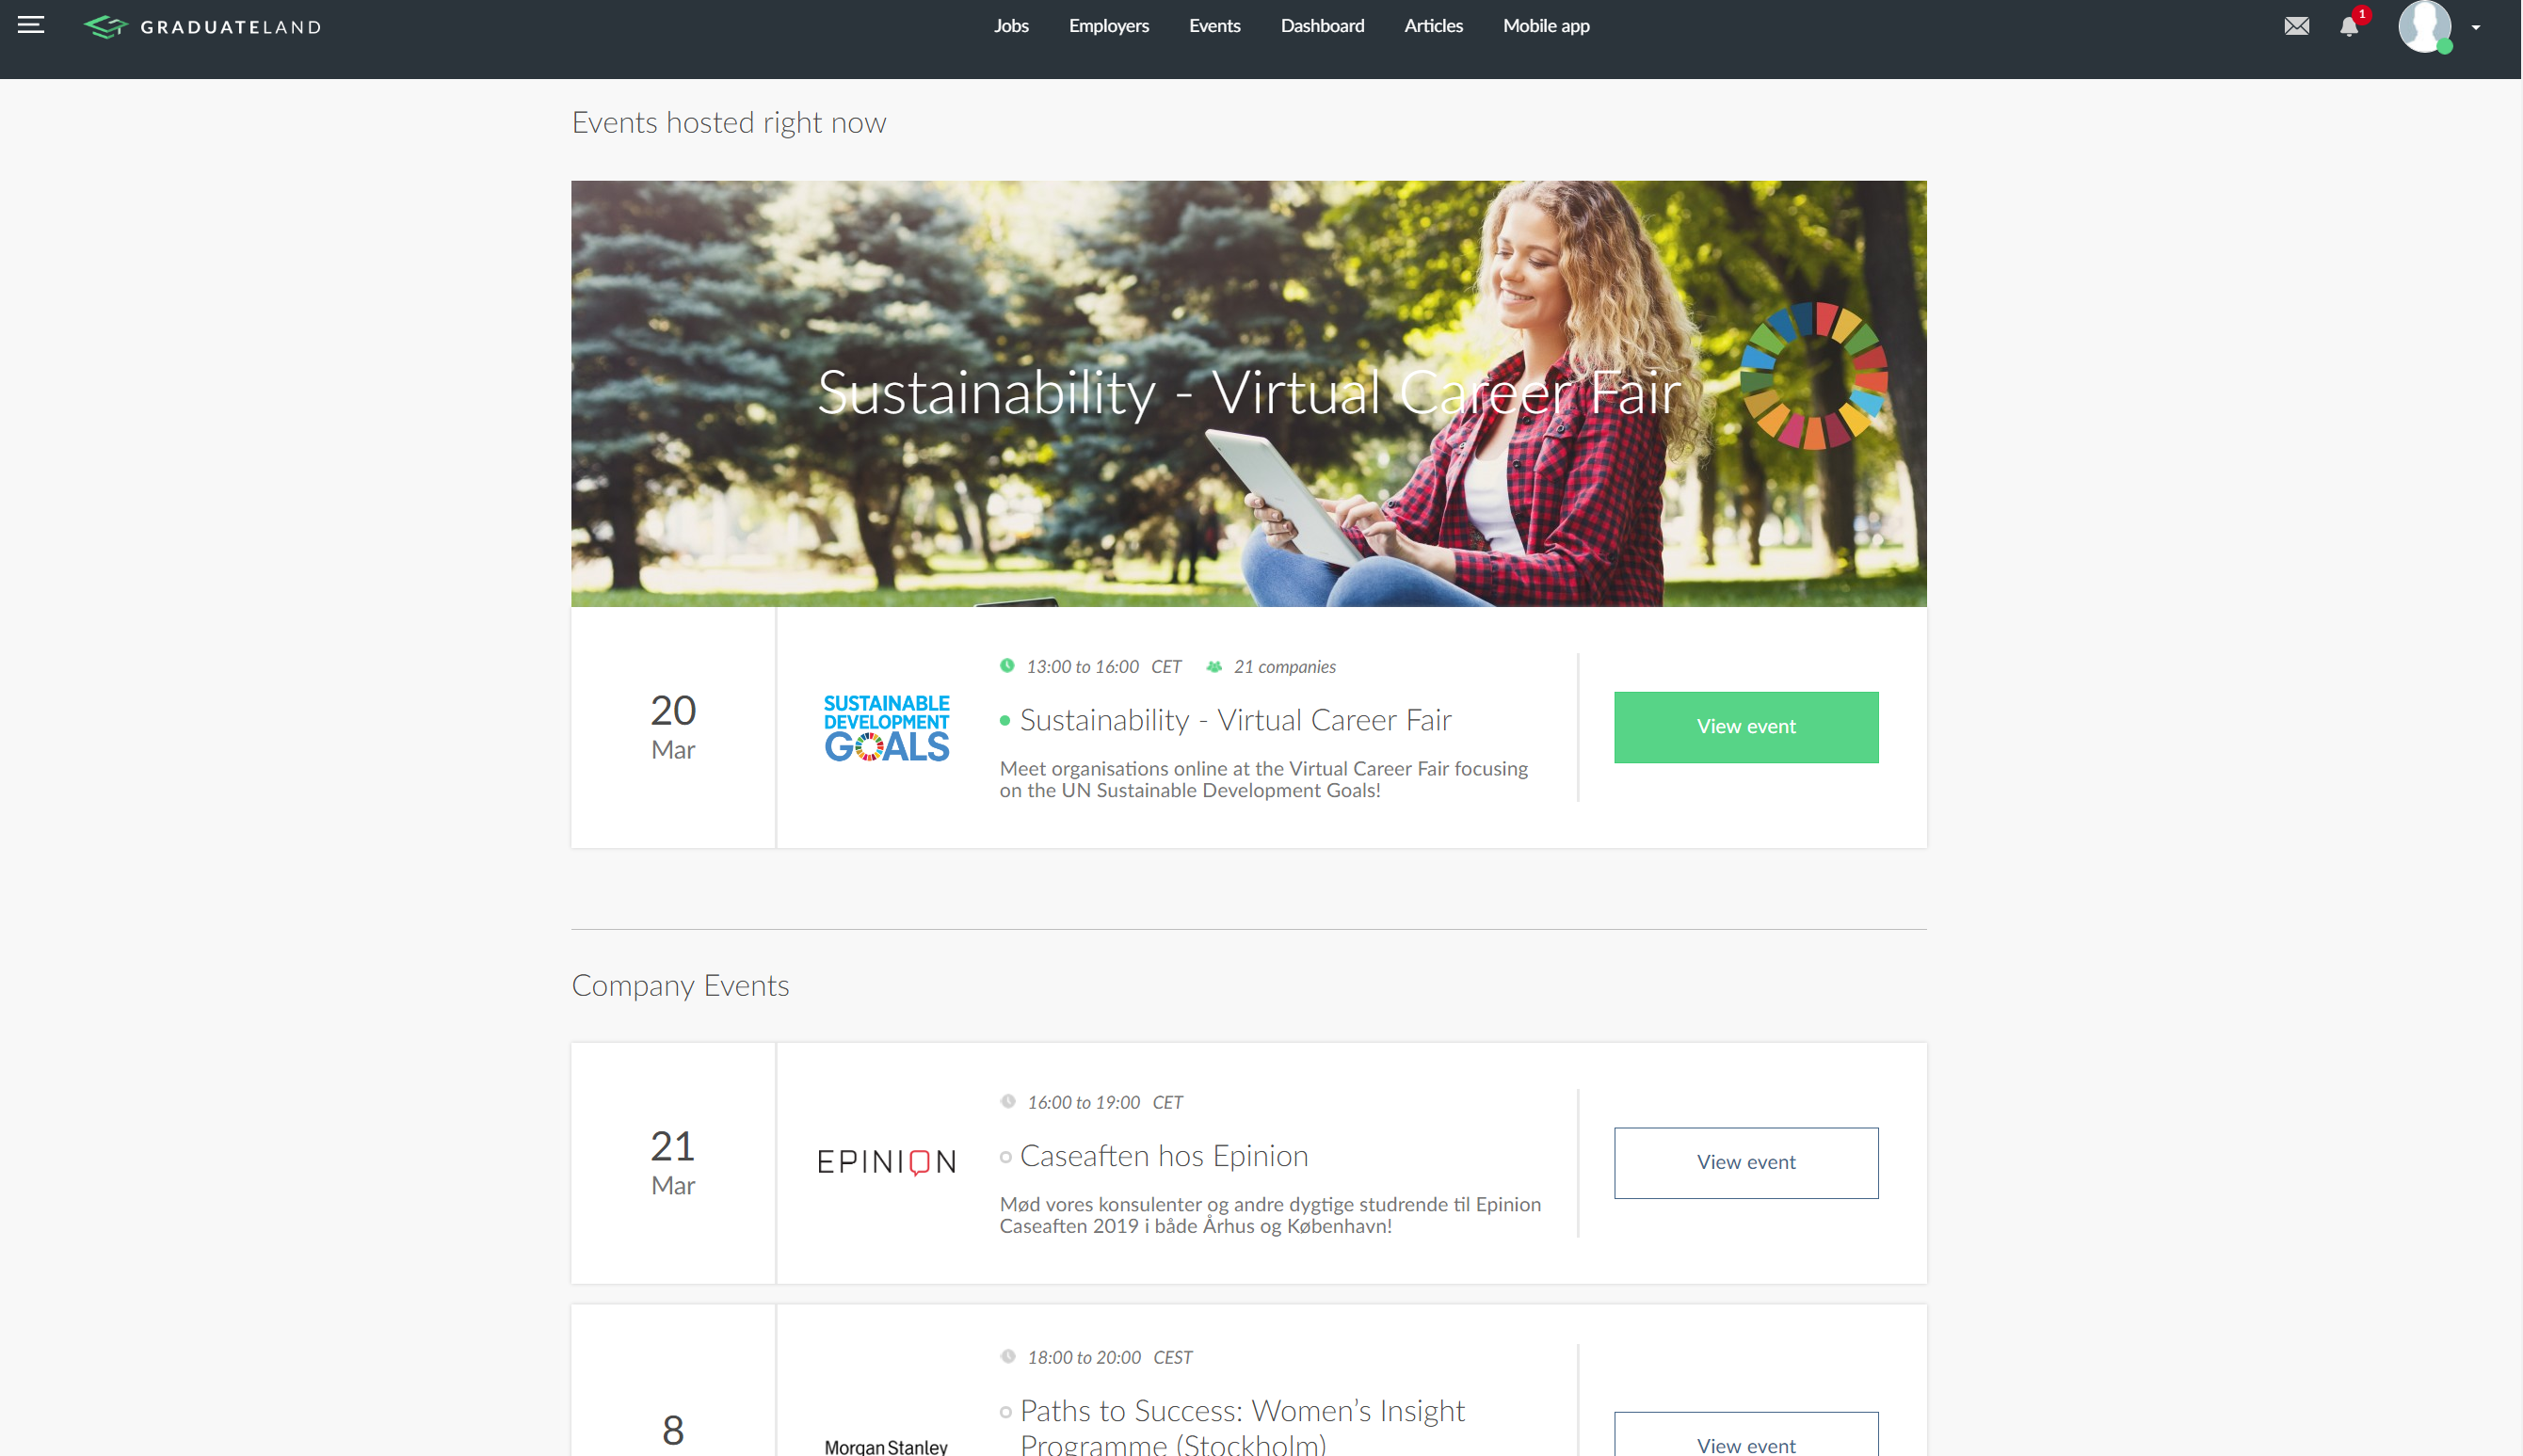 GRADUATELAND
Jobs Employers Events Dashboard Articles Mobile app
1
Events hosted right now
Sustainability - Virtual Career Fair
20
Mar
SUSTAINABLE
DEVELOPMENT
GOALS
13:00 to 16:00 CET 21 companies
Sustainability - Virtual Career Fair
Meet organisations online at the Virtual Career Fair focusing
on the UN Sustainable Development Goals!
View event
Company Events
21
Mar
EPINION
16:00 to 19:00 CET
Caseaften hos Epinion
Mød vores konsulenter og andre dygtige studrende til Epinion
Caseaften 2019 i både Århus og København!
View event
8
Morgan Stanley
18:00 to 20:00 CEST
Paths to Success: Women’s Insight
Programme (Stockholm)
View event